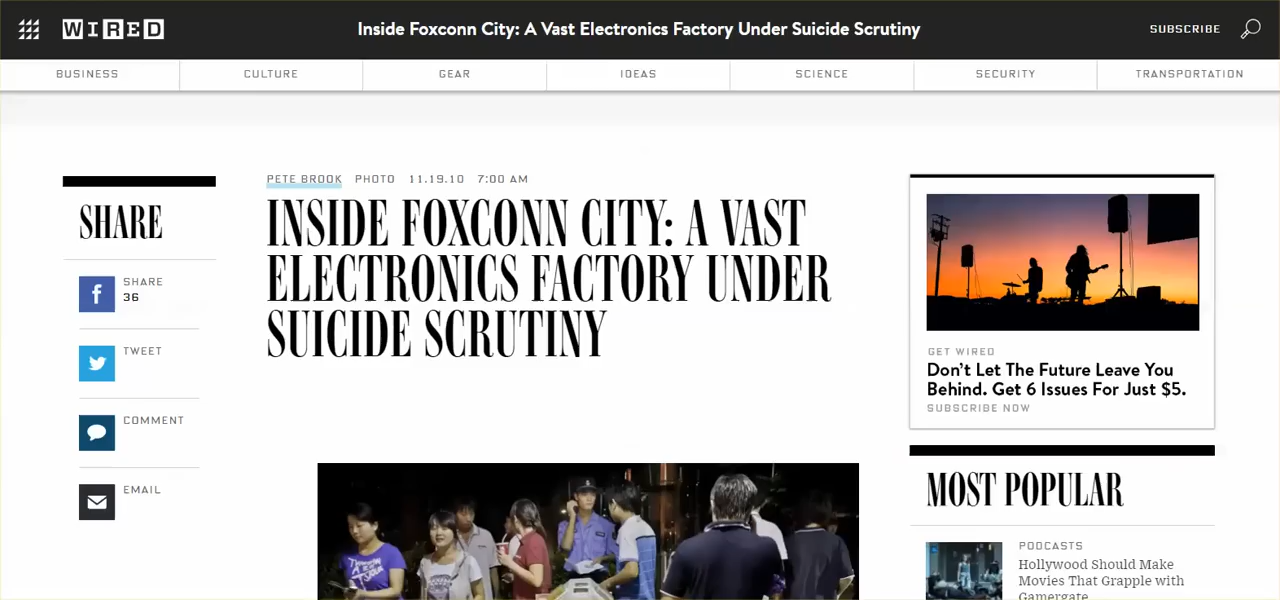 WIRED
Inside Foxconn City: A Vast Electronics Factory Under Suicide Scrutiny
SUBSCRIBE
BUSINESS
CULTURE
GEAR
IDEAS
SCIENCE
SECURITY
TRANSPORTATION
SHARE
SHARE
36
TWEET
COMMENT
EMAIL
PETE BROOK PHOTO 11.19.10 7:00 AM
INSIDE FOXCONN CITY: A VAST
ELECTRONICS FACTORY UNDER
SUICIDE SCRUTINY
GET WIRED
Don't Let The Future Leave You
Behind. Get 6 Issues For Just $5.
SUBSCRIBE NOW
MOST POPULAR
PODCASTS
Hollywood Should Make
Movies That Grapple with
Gamergate